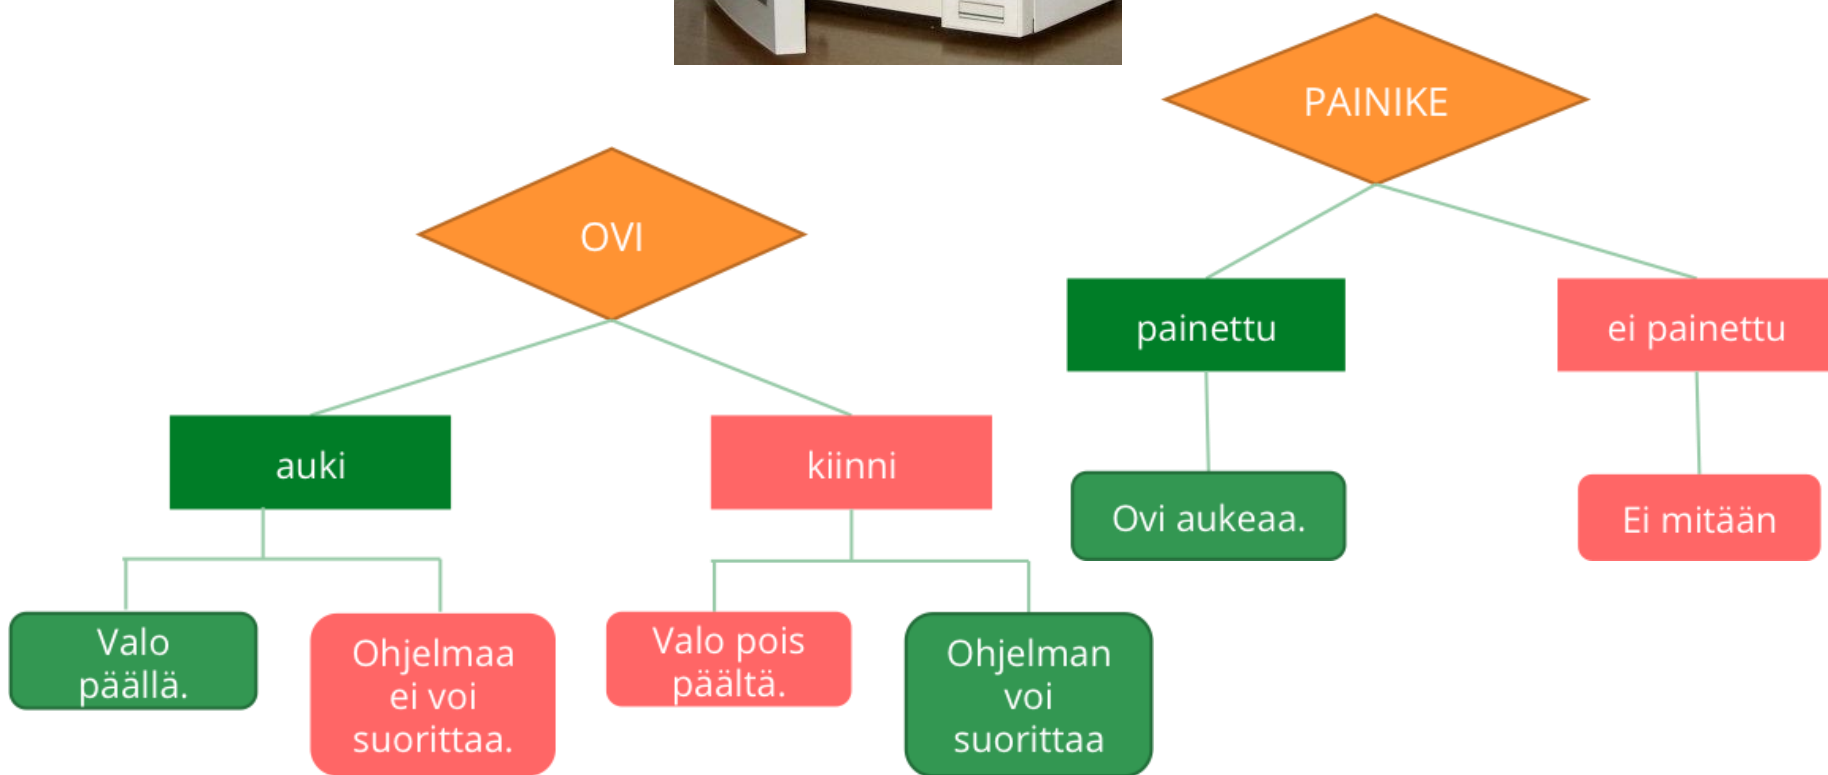 PAINIKE
OVI
painettu
ei painettu
auki
kiinni
Ovi aukeaa.
Ei mitään
Valo
päällä.
Ohjelmaa
ei voi
suorittaa.
Valo pois
päältä.
Ohjelman
voi
suorittaa